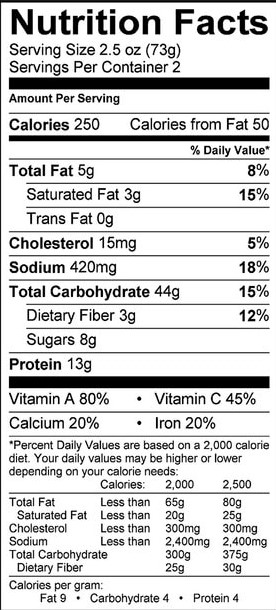 Nutrition Facts
Serving Size 2.5 oz (73g)
Servings Per Container 2
Amount Per Serving
Calories 250 Calories from Fat 50
% Daily Value*
Total Fat 5g 8%
Saturated Fat 3g 15%
Trans Fat 0g
Cholesterol 15mg 5%
Sodium 420mg 18%
Total Carbohydrate 44g 15%
Dietary Fiber 3g 12%
Sugars 8g
Protein 13g
Vitamin A 80% • Vitamin C 45%
Calcium 20% • Iron 20%
*Percent Daily Values are based on a 2,000 calorie
diet. Your daily values may be higher or lower
depending on your calorie needs:
Calories: 2,000 2,500
Total Fat Less than 65g 80g
Saturated Fat Less than 20g 25g
Cholesterol Less than 300mg 300mg
Sodium Less than 2,400mg 2,400mg
Total Carbohydrate 300g 375g
Dietary Fiber 25g 30g
Calories per gram:
Fat 9 • Carbohydrate 4 • Protein 4